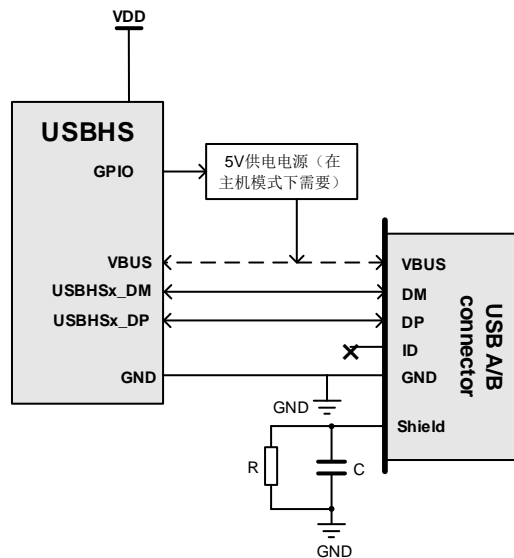 VDD
USBHS
GPIO
5V供电电源（在
主机模式下需要）
VBUS
VBUS
USBHSx_DM
DM
USBHSx_DP
DP
ID
GND
GND
GND
Shield
R
C
GND
USB A/B
connector